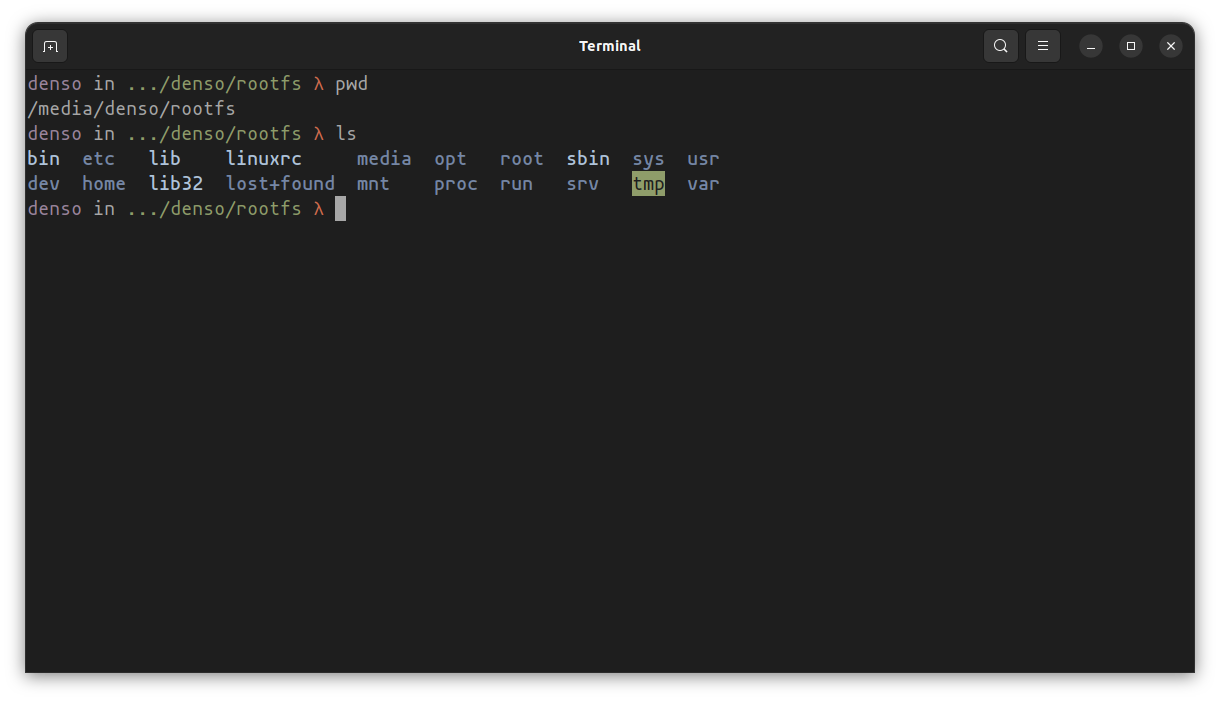 Terminal
denso in .../denso/rootfs λ pwd
/media/denso/rootfs
denso in .../denso/rootfs λ ls
bin etc lib linuxrc media opt root sbin sys usr
dev home lib32 lost+found mnt proc run srv tmp var
denso in .../denso/rootfs λ